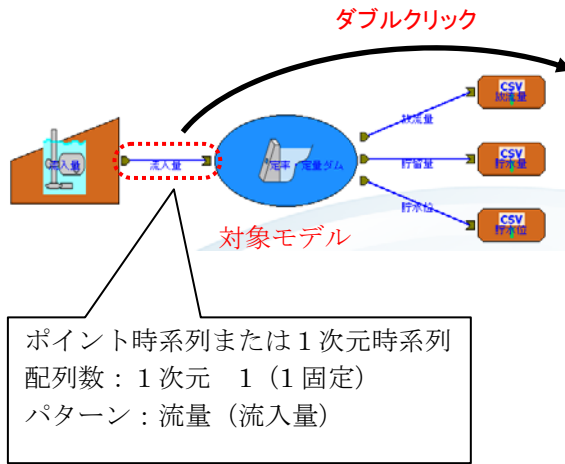 ダブルクリック
CSV
放流量
放流量
流入量
流入量
定率・定量ダム
貯留量
CSV
貯水量
貯水位
CSV
貯水位
対象モデル
ポイント時系列または１次元時系列
配列数：１次元　１（１固定）
パターン：流量（流入量）